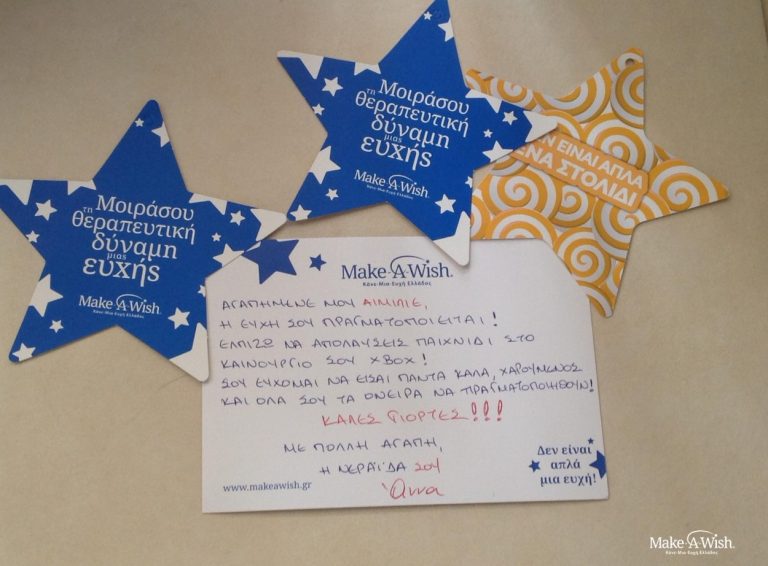 Μοιράσου
τη θεραπευτική
δύναμη
μιας
ευχής
Make-A-Wish.
Κάνε-Μια-Ευχή Ελλάδος
Μοιράσου
τη θεραπευτική
δύναμη
μιας
ευχής
Make-A-Wish.
Κάνε-Μια-Ευχή Ελλάδος
ΕΙΝΑΙ ΑΠΛΑ
ΕΝΑ ΣΤΟΛΙΔΙ
Make-A-Wish.
Κάνε-Μια-Ευχή Ελλάδος
ΑΓΑΠΗΜΕΝΕ ΜΟΥ ΑΙΜΙΛΙΕ,
Η ΕΥΧΗ ΣΟΥ ΠΡΑΓΜΑΤΟΠΟΙΕΙΤΑΙ!
ΕΛΠΙΖΩ ΝΑ ΑΠΟΛΑΥΣΕΙΣ ΠΑΙΧΝΙΔΙ ΣΤΟ
ΚΑΙΝΟΥΡΓΙΟ ΣΟΥ XBOX!
ΣΟΥ ΕΥΧΟΜΑΙ ΝΑ ΕΙΣΑΙ ΠΑΝΤΑ ΚΑΛΑ, ΧΑΡΟΥΜΕΝΟΣ
ΚΑΙ ΟΛΑ ΣΟΥ ΤΑ ΟΝΕΙΡΑ ΝΑ ΠΡΑΓΜΑΤΟΠΟΙΗΘΟΥΝ!
ΚΑΛΕΣ ΓΙΟΡΤΕΣ!!!
ΜΕ ΠΟΛΛΗ ΑΓΑΠΗ,
Η ΝΕΡΑΪΔΑ ΣΟΥ
Άννα
Δεν είναι
απλά
μια ευχή!
www.makeawish.gr
Make-A-Wish.
Κάνε-Μια-Ευχή Ελλάδος